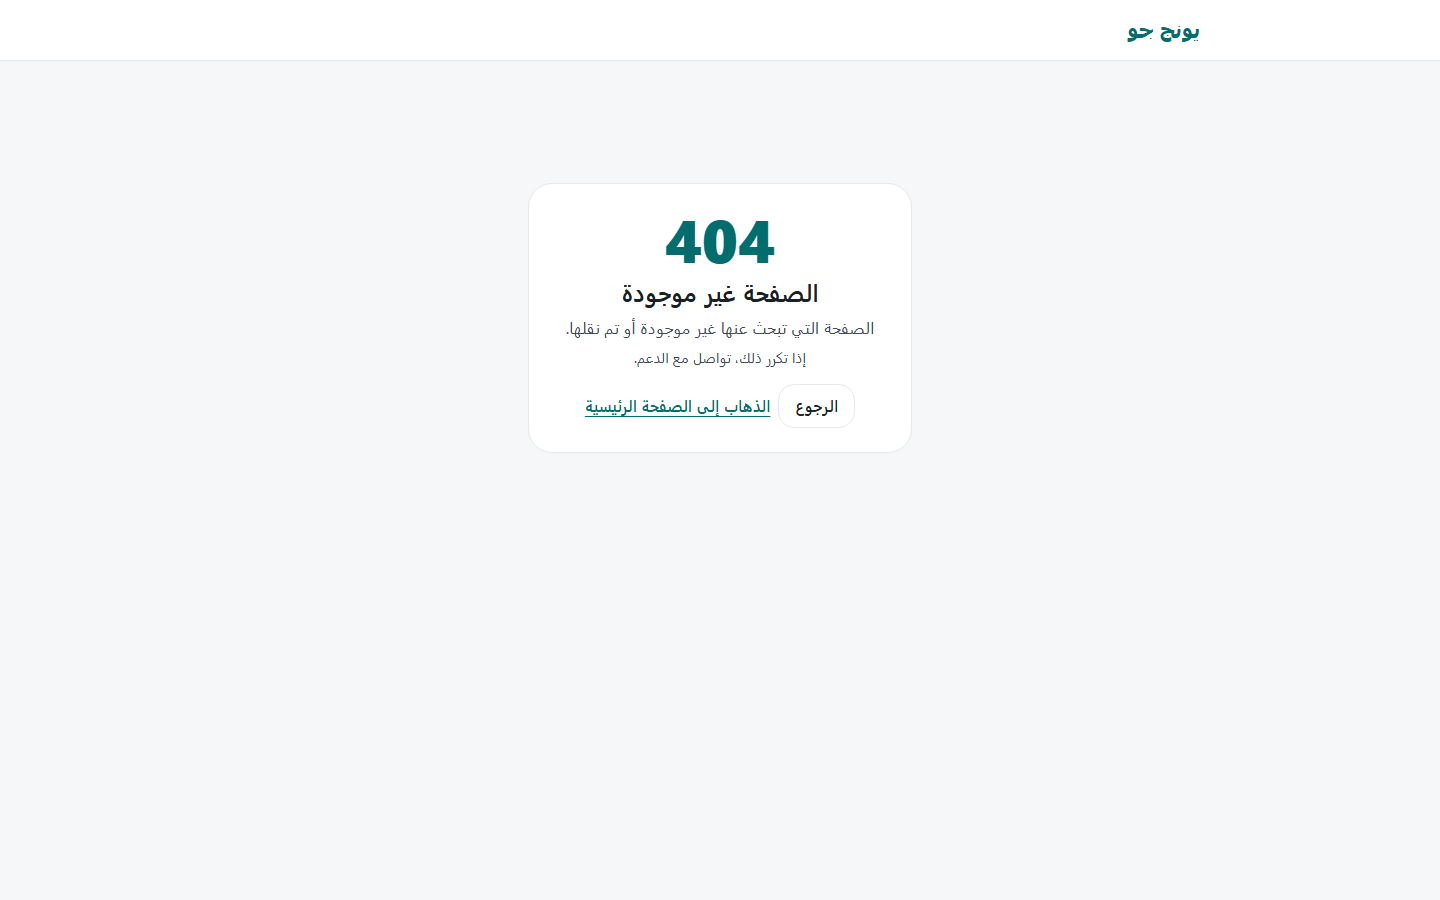 يونج جو
404
الصفحة غير موجودة
الصفحة التي تبحث عنها غير موجودة أو تم نقلها.
إذا تكرر ذلك، تواصل مع الدعم.
الرجوع الذهاب إلى الصفحة الرئيسية